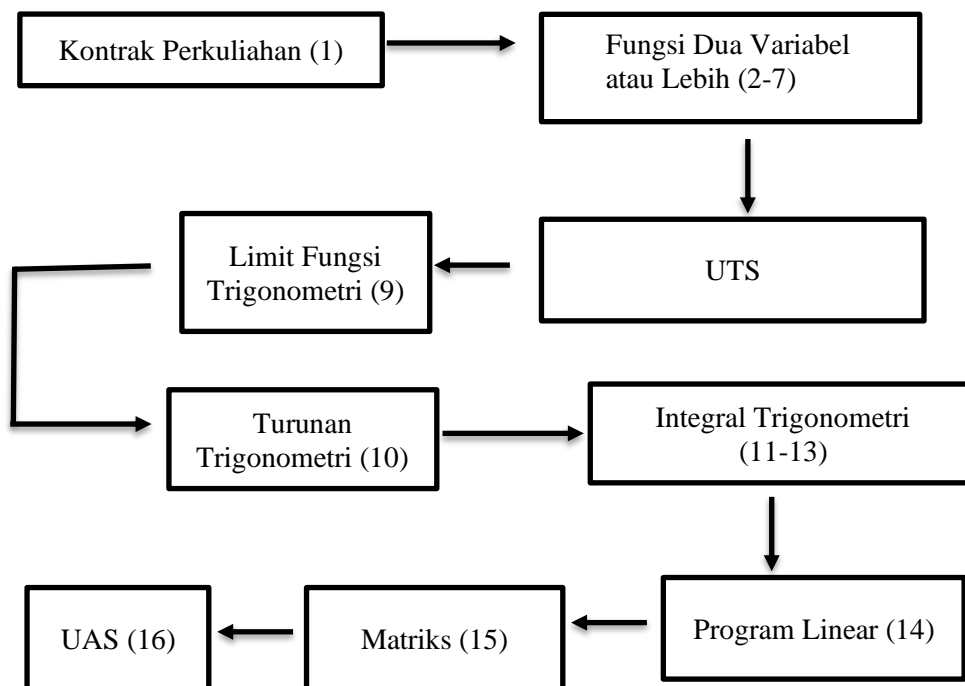 Kontrak Perkuliahan (1)
Fungsi Dua Variabel
atau Lebih (2-7)
UTS
Limit Fungsi
Trigonometri (9)
Turunan
Trigonometri (10)
Integral Trigonometri
(11-13)
Program Linear (14)
Matriks (15)
UAS (16)